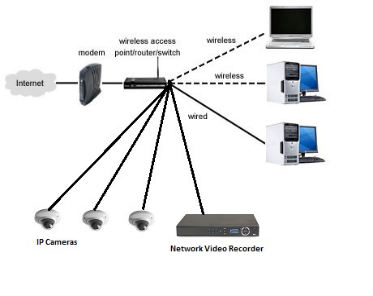 wireless access
point/router/switch
modem
wireless
Internet
wireless
wired
IP Cameras
Network Video Recorder